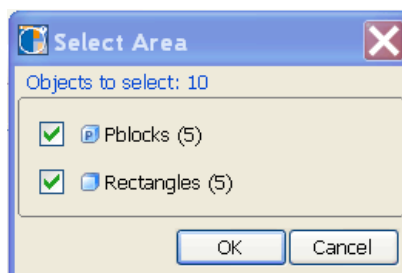 Select Area
Objects to select: 10
P Pblocks (5)
Rectangles (5)
OK Cancel